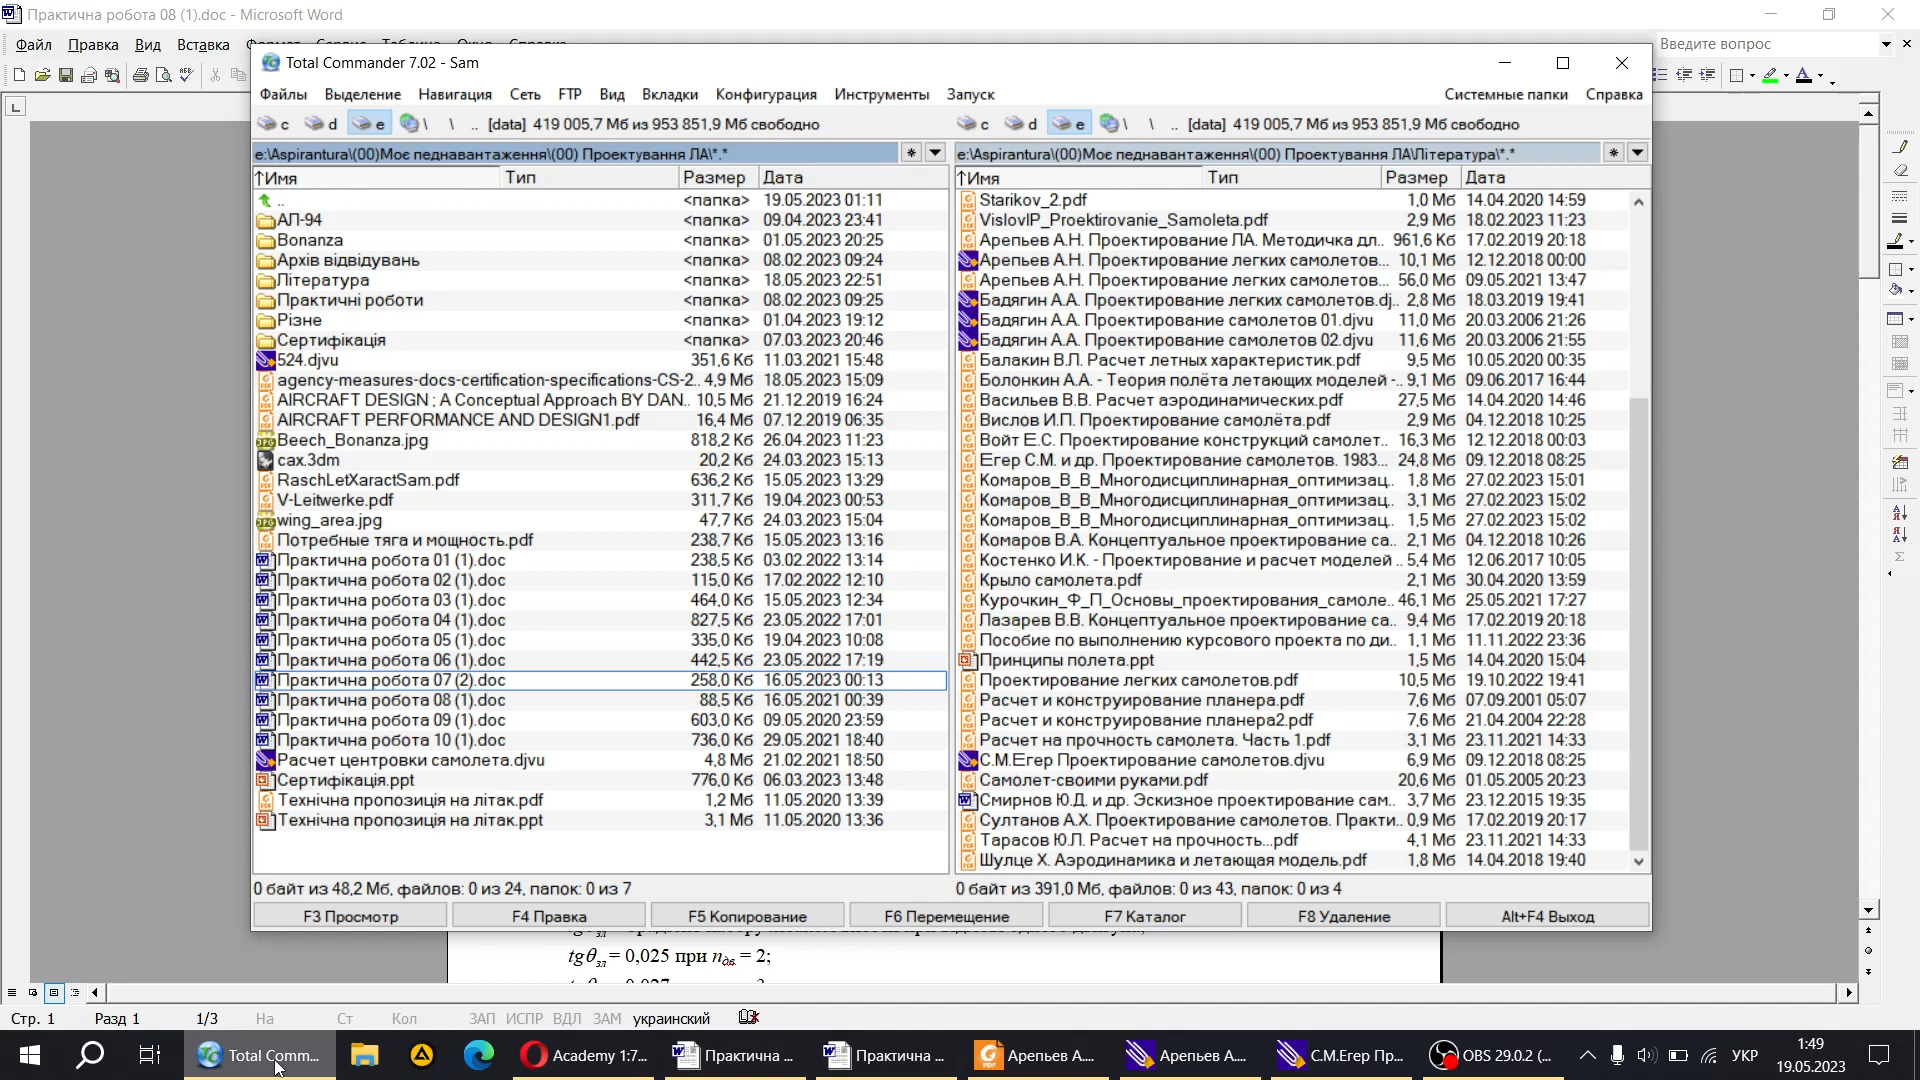 Практична робота 08 (1).doc - Microsoft Word
Файл Правка Вид Вставка
Введите вопрос
Total Commander 7.02 - Sam
Файлы Выделение Навигация Сеть FTP Вид Вкладки Конфигурация Инструменты Запуск Системные папки Справка
c d e \ \ .. [data] 419 005,7 Мб из 953 851,9 Мб свободно
c d e \ \ .. [data] 419 005,7 Мб из 953 851,9 Мб свободно
e:\Aspirantura\(00)Моє педнавантаження\(00) Проектування ЛА\*.*
↑Имя Тип Размер Дата
.. <папка> 19.05.2023 01:11
АП-94 <папка> 09.04.2023 23:41
Bonanza <папка> 01.05.2023 20:25
Архів відвідувань <папка> 08.02.2023 09:24
Література <папка> 18.05.2023 22:51
Практичні роботи <папка> 08.02.2023 09:25
Різне <папка> 01.04.2023 19:12
Сертифікація <папка> 07.03.2023 20:46
524.djvu 351,6 Кб 11.03.2021 15:48
agency-measures-docs-certification-specifications-CS-2.. 4,9 Мб 18.05.2023 15:09
AIRCRAFT DESIGN ; A Conceptual Approach BY DAN.. 10,5 Мб 21.12.2019 16:24
AIRCRAFT PERFORMANCE AND DESIGN1.pdf 16,4 Мб 07.12.2019 06:35
Beech_Bonanza.jpg 818,2 Кб 26.04.2023 11:23
cax.3dm 20,2 Кб 24.03.2023 15:13
RaschLetXaractSam.pdf 636,2 Кб 15.05.2023 13:29
V-Leitwerke.pdf 311,7 Кб 19.04.2023 00:53
wing_area.jpg 47,7 Кб 24.03.2023 15:04
Потребные тяга и мощность.pdf 238,7 Кб 15.05.2023 13:16
Практична робота 01 (1).doc 238,5 Кб 03.02.2022 13:14
Практична робота 02 (1).doc 115,0 Кб 17.02.2022 12:10
Практична робота 03 (1).doc 464,0 Кб 15.05.2023 12:34
Практична робота 04 (1).doc 827,5 Кб 23.05.2022 17:01
Практична робота 05 (1).doc 335,0 Кб 19.04.2023 10:08
Практична робота 06 (1).doc 442,5 Кб 23.05.2022 17:19
Практична робота 07 (2).doc 258,0 Кб 16.05.2023 00:13
Практична робота 08 (1).doc 88,5 Кб 16.05.2021 00:39
Практична робота 09 (1).doc 603,0 Кб 09.05.2020 23:59
Практична робота 10 (1).doc 736,0 Кб 29.05.2021 18:40
Расчет центровки самолета.djvu 4,8 Мб 21.02.2021 18:50
Сертифікація.ppt 776,0 Кб 06.03.2023 13:48
Технічна пропозиція на літак.pdf 1,2 Мб 11.05.2020 13:39
Технічна пропозиція на літак.ppt 3,1 Мб 11.05.2020 13:36
0 байт из 48,2 Мб, файлов: 0 из 24, папок: 0 из 7
e:\Aspirantura\(00)Моє педнавантаження\(00) Проектування ЛА\Література\*.*
↑Имя Тип Размер Дата
Starikov_2.pdf 1,0 Мб 14.04.2020 14:59
VislovIP_Proektirovanie_Samoleta.pdf 2,9 Мб 18.02.2023 11:23
Арепьев А.Н. Проектирование ЛА. Методичка дл.. 961,6 Кб 17.02.2019 20:18
Арепьев А.Н. Проектирование легких самолетов... 10,1 Мб 12.12.2018 00:00
Арепьев А.Н. Проектирование легких самолетов... 56,0 Мб 09.05.2021 13:47
Бадягин А.А. Проектирование легких самолетов.dj.. 2,8 Мб 18.03.2019 19:41
Бадягин А.А. Проектирование самолетов 01.djvu 11,0 Мб 20.03.2006 21:26
Бадягин А.А. Проектирование самолетов 02.djvu 11,6 Мб 20.03.2006 21:55
Балакин В.Л. Расчет летных характеристик.pdf 9,5 Мб 10.05.2020 00:35
Болонкин А.А. - Теория полёта летающих моделей -.. 9,1 Мб 09.06.2017 16:44
Васильев В.В. Расчет аэродинамических.pdf 27,5 Мб 14.04.2020 14:46
Вислов И.П. Проектирование самолёта.pdf 2,9 Мб 04.12.2018 10:25
Войт Е.С. Проектирование конструкций самолет.. 16,3 Мб 12.12.2018 00:03
Егер С.М. и др. Проектирование самолетов. 1983... 24,8 Мб 09.12.2018 08:25
Комаров_В_В_Многодисциплинарная_оптимизац.. 1,8 Мб 27.02.2023 15:01
Комаров_В_В_Многодисциплинарная_оптимизац.. 3,1 Мб 27.02.2023 15:02
Комаров_В_В_Многодисциплинарная_оптимизац.. 1,5 Мб 27.02.2023 15:02
Комаров В.А. Концептуальное проектирование са.. 2,1 Мб 04.12.2018 10:26
Костенко И.К. - Проектирование и расчет моделей .. 5,4 Мб 12.06.2017 10:05
Крыло самолета.pdf 2,1 Мб 30.04.2020 13:59
Курочкин_Ф_П_Основы_проектирования_самоле.. 46,1 Мб 25.05.2021 17:27
Лазарев В.В. Концептуальное проектирование са.. 9,4 Мб 17.02.2019 20:18
Пособие по выполнению курсового проекта по ди.. 1,1 Мб 11.11.2022 23:36
Принципы полета.ppt 1,5 Мб 14.04.2020 15:04
Проектирование легких самолетов.pdf 10,5 Мб 19.10.2022 19:41
Расчет и конструирование планера.pdf 7,6 Мб 07.09.2001 05:07
Расчет и конструирование планера2.pdf 7,6 Мб 21.04.2004 22:28
Расчет на прочность самолета. Часть 1.pdf 3,1 Мб 23.11.2021 14:33
С.М.Егер Проектирование самолетов.djvu 6,9 Мб 09.12.2018 08:25
Самолет-своими руками.pdf 20,6 Мб 01.05.2005 20:23
Смирнов Ю.Д. и др. Эскизное проектирование сам.. 3,7 Мб 23.12.2015 19:35
Султанов А.Х. Проектирование самолетов. Практи.. 0,9 Мб 17.02.2019 20:17
Тарасов Ю.Л. Расчет на прочность...pdf 4,1 Мб 23.11.2021 14:33
Шулце Х. Аэродинамика и летающая модель.pdf 1,8 Мб 14.04.2018 19:40
0 байт из 391,0 Мб, файлов: 0 из 43, папок: 0 из 4
F3 Просмотр F4 Правка F5 Копирование F6 Перемещение F7 Каталог F8 Удаление Alt+F4 Выход
tgθзл = 0,025 при nдв = 2;
Стр. 1 Разд 1 1/3 На Ст Кол ЗАП ИСПР ВДЛ ЗАМ украинский
Total Comm... Academy 1:7... Практична ... Практична ... Арепьев А.... Арепьев А.... С.М.Егер Пр... OBS 29.0.2 (... УКР 1:49
19.05.2023